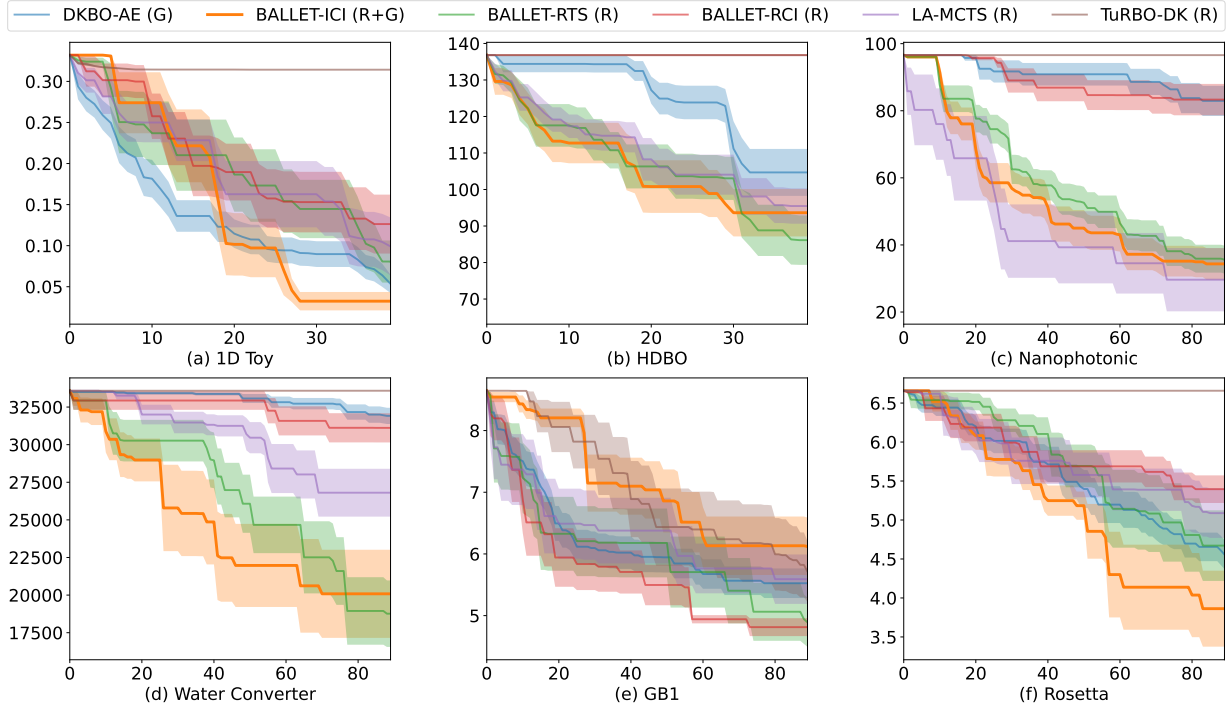 DKBO-AE (G) BALLET-ICI (R+G) BALLET-RTS (R) BALLET-RCI (R) LA-MCTS (R) TuRBO-DK (R)
0.30
0.25
0.20
0.15
0.10
0.05
0 10 20 30
(a) 1D Toy
140
130
120
110
100
90
80
70
0 10 20 30
(b) HDBO
100
80
60
40
20
0 20 40 60 80
(c) Nanophotonic
32500
30000
27500
25000
22500
20000
17500
0 20 40 60 80
(d) Water Converter
8
7
6
5
0 20 40 60 80
(e) GB1
6.5
6.0
5.5
5.0
4.5
4.0
3.5
0 20 40 60 80
(f) Rosetta